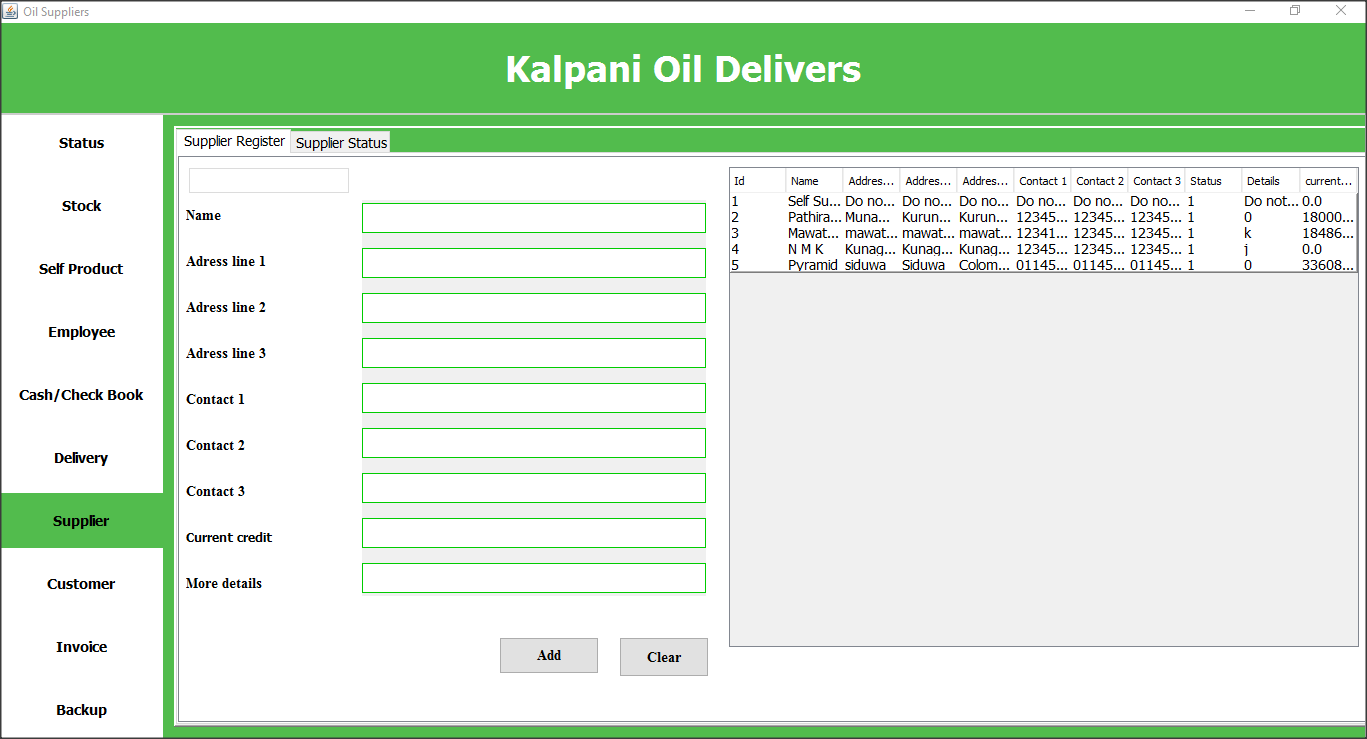 Oil Suppliers
Kalpani Oil Delivers
Status
Stock
Self Product
Employee
Cash/Check Book
Delivery
Supplier
Customer
Invoice
Backup
Supplier Register Supplier Status
Name
Adress line 1
Adress line 2
Adress line 3
Contact 1
Contact 2
Contact 3
Current credit
More details
Add Clear
Id Name Addres... Addres... Addres... Contact 1 Contact 2 Contact 3 Status Details current...
1 Self Su... Do no... Do no... Do no... Do no... Do no... Do no... 1 Do not... 0.0
2 Pathira... Muna... Kurun... Kurun... 12345... 12345... 12345... 1 0 18000...
3 Mawat... mawat... mawat... mawat... 12341... 12345... 12345... 1 k 18486...
4 N M K Kunag... Kunag... Kunag... 12345... 12345... 12345... 1 j 0.0
5 Pyramid siduwa Siduwa Colom... 01145... 01145... 01145... 1 0 33608...